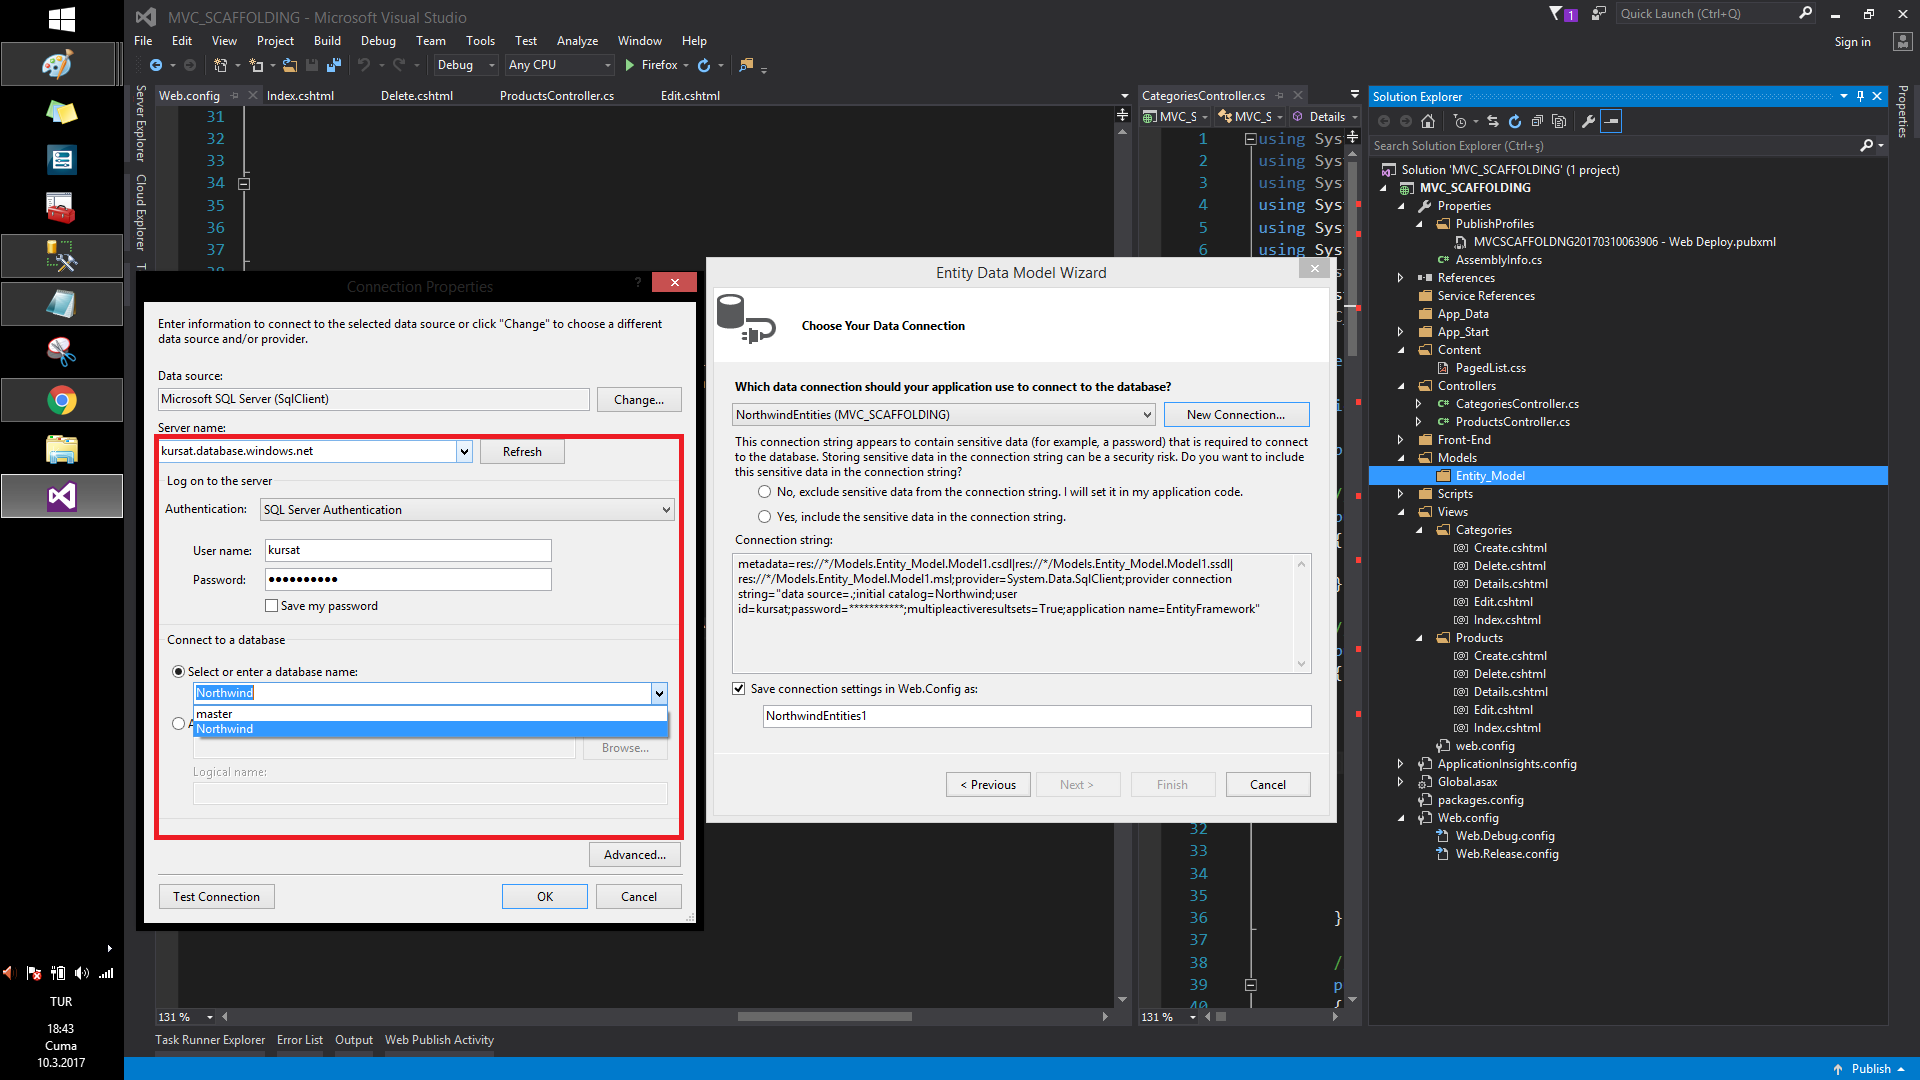 MVC_SCAFFOLDING - Microsoft Visual Studio
1
Quick Launch (Ctrl+Q)
File Edit View Project Build Debug Team Tools Test Analyze Window Help
Sign in
Debug Any CPU Firefox
Server Explorer
Cloud Explorer
Web.config Index.cshtml Delete.cshtml ProductsController.cs Edit.cshtml
31
32
33
34
35
36
37
CategoriesController.cs
MVC_S MVC_S Details
1 using Sys
2 using Sys
3 using Sys
4 using Sys
5 using Sys
6 using Sys
Connection Properties
?
Enter information to connect to the selected data source or click "Change" to choose a different
data source and/or provider.
Data source:
Microsoft SQL Server (SqlClient)
Change...
Server name:
kursat.database.windows.net
Refresh
Log on to the server
Authentication: SQL Server Authentication
User name: kursat
Password: ●●●●●●●●●●
Save my password
Connect to a database
Select or enter a database name:
Northwind
master
Northwind
Browse...
Logical name:
Advanced...
Test Connection OK Cancel
Entity Data Model Wizard
Choose Your Data Connection
Which data connection should your application use to connect to the database?
NorthwindEntities (MVC_SCAFFOLDING)
New Connection...
This connection string appears to contain sensitive data (for example, a password) that is required to connect
to the database. Storing sensitive data in the connection string can be a security risk. Do you want to include
this sensitive data in the connection string?
No, exclude sensitive data from the connection string. I will set it in my application code.
Yes, include the sensitive data in the connection string.
Connection string:
metadata=res://*/Models.Entity_Model.Model1.csdl|res://*/Models.Entity_Model.Model1.ssdl|
res://*/Models.Entity_Model.Model1.msl;provider=System.Data.SqlClient;provider connection
string="data source=.;initial catalog=Northwind;user
id=kursat;password=***********;multipleactiveresultsets=True;application name=EntityFramework"
Save connection settings in Web.Config as:
NorthwindEntities1
< Previous Next > Finish Cancel
32
33
34
35
36 }
37
38 /
39 p
40 {
131 %
131 %
Solution Explorer
Properties
Search Solution Explorer (Ctrl+ş)
Solution 'MVC_SCAFFOLDING' (1 project)
MVC_SCAFFOLDING
Properties
PublishProfiles
MVCSCAFFOLDNG20170310063906 - Web Deploy.pubxml
AssemblyInfo.cs
References
Service References
App_Data
App_Start
Content
PagedList.css
Controllers
CategoriesController.cs
ProductsController.cs
Front-End
Models
Entity_Model
Scripts
Views
Categories
Create.cshtml
Delete.cshtml
Details.cshtml
Edit.cshtml
Index.cshtml
Products
Create.cshtml
Delete.cshtml
Details.cshtml
Edit.cshtml
Index.cshtml
web.config
ApplicationInsights.config
Global.asax
packages.config
Web.config
Web.Debug.config
Web.Release.config
Task Runner Explorer Error List Output Web Publish Activity
Publish
TUR
18:43
Cuma
10.3.2017